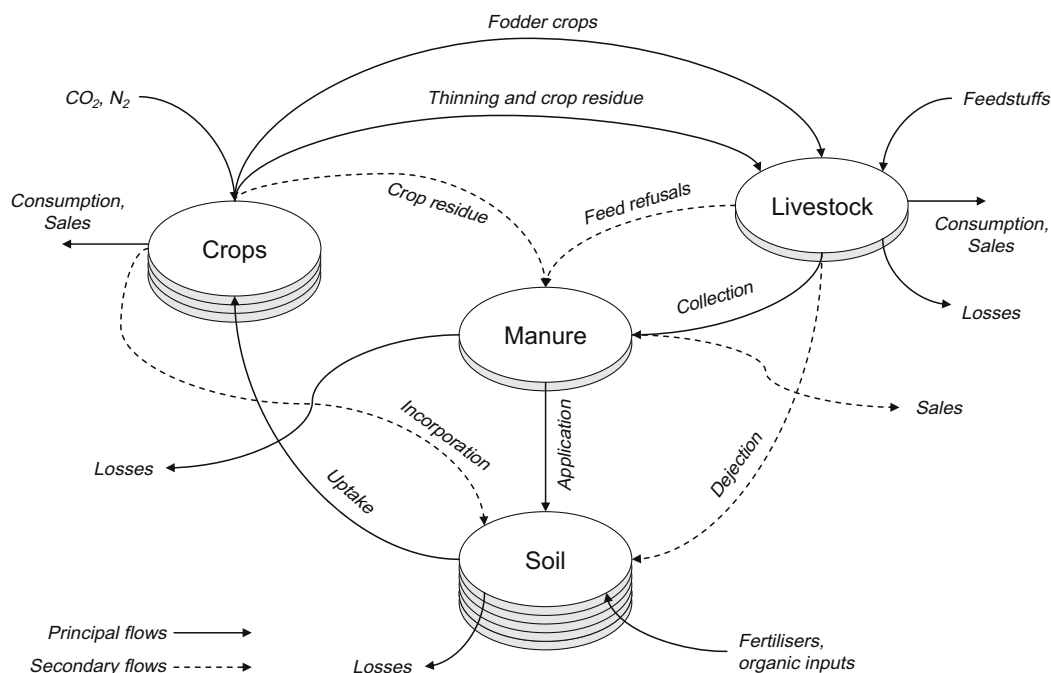 Fodder crops
CO2, N2
Thinning and crop residue
Feedstuffs
Consumption,
Sales
Crop residue
Feed refusals
Livestock
Crops
Consumption,
Sales
Collection
Losses
Manure
Sales
Incorporation
Application
Dejection
Losses
Uptake
Soil
Principal flows
Secondary flows
Losses
Fertilisers,
organic inputs